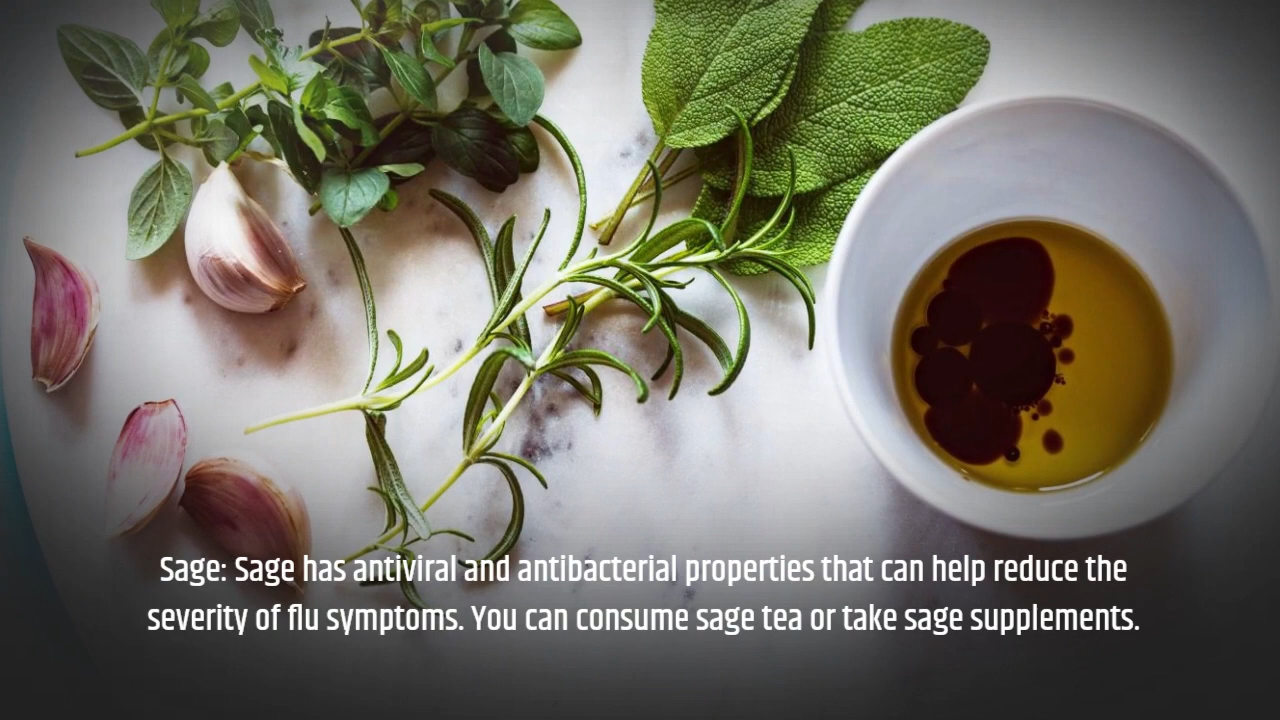 Sage: Sage has antiviral and antibacterial properties that can help reduce the
severity of flu symptoms. You can consume sage tea or take sage supplements.